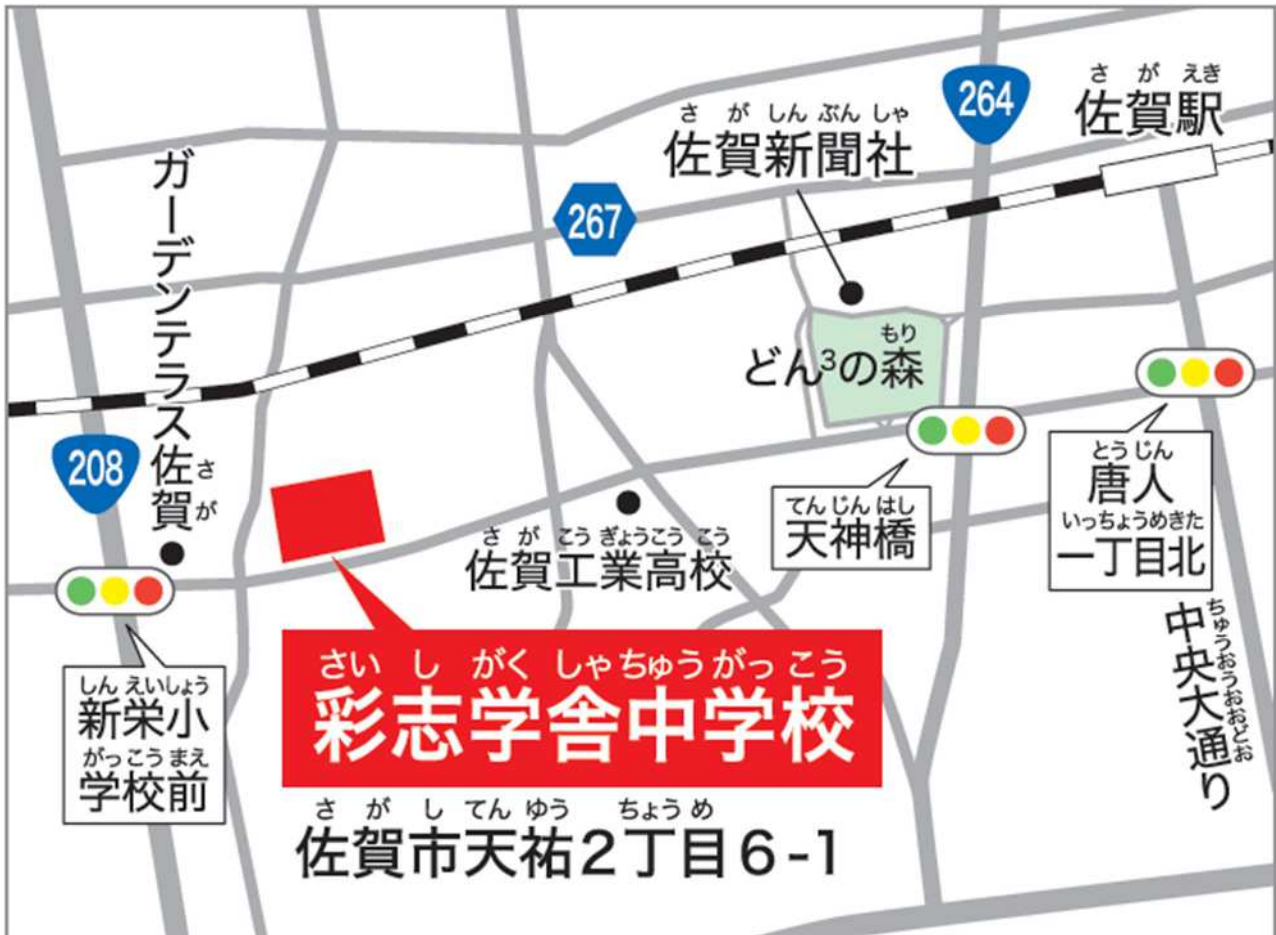 さがえき
佐賀駅
264
さがしんぶんしゃ
佐賀新聞社
267
ガーデンテラス佐賀
さが
もり
どん³の森
208
とうじん
唐人
いっちょうめきた
一丁目北
てんじんはし
天神橋
さがこうぎょうこうこう
佐賀工業高校
ちゅうおうおおどお
中央大通り
しんえいしょう
新栄小
がっこうまえ
学校前
さいしがくしゃちゅうがっこう
彩志学舎中学校
さがしてんゆう ちょうめ
佐賀市天祐2丁目6-1